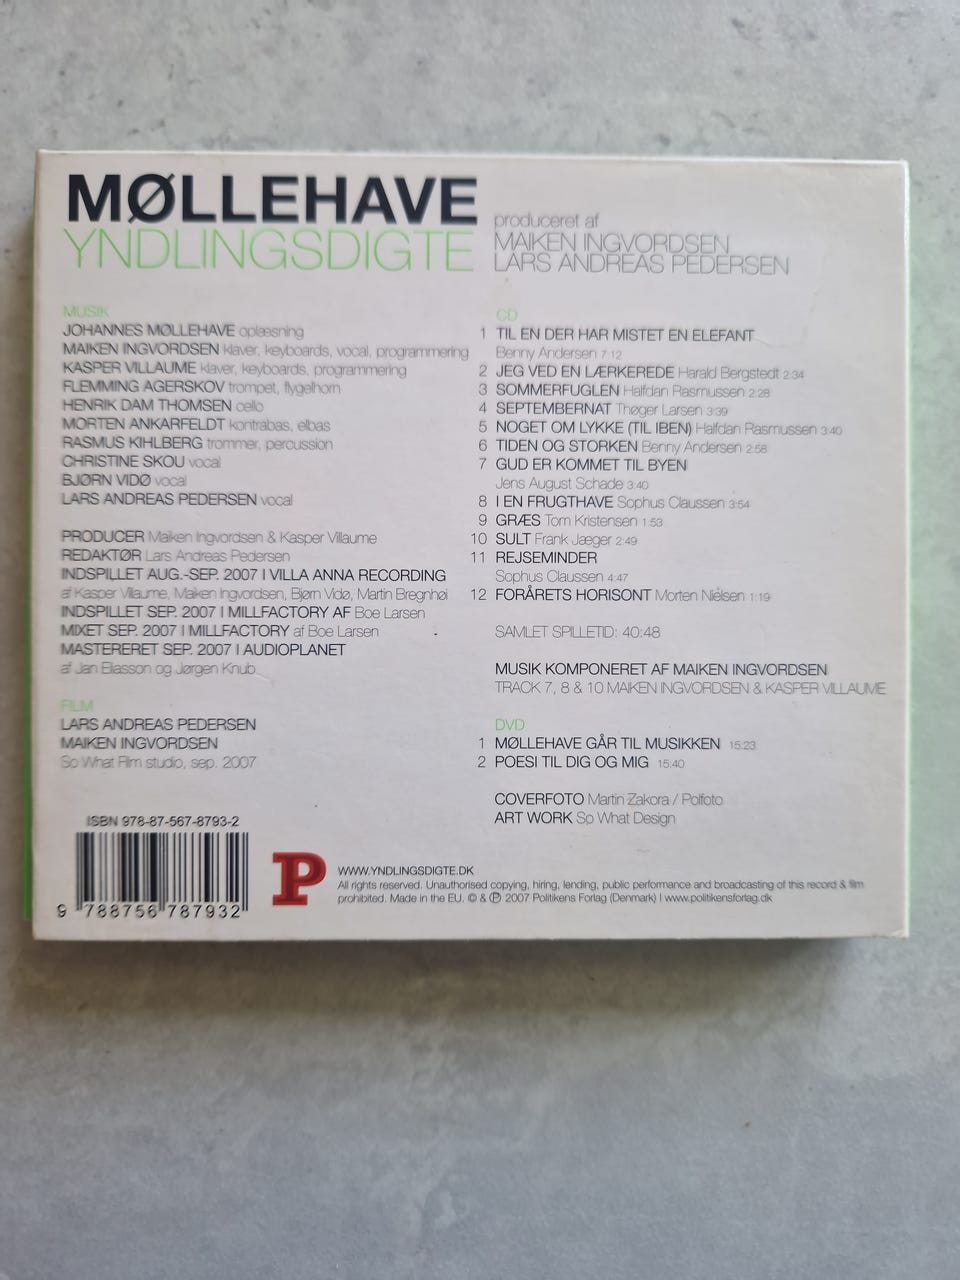 MØLLEHAVE
YNDLINGSDIGTE
produceret af
MAIKEN INGVORDSEN
LARS ANDREAS PEDERSEN
MUSIK
JOHANNES MØLLEHAVE oplæsning
MAIKEN INGVORDSEN klaver, keyboards, vocal, programmering
KASPER VILLAUME klaver, keyboards, programmering
FLEMMING AGERSKOV trompet, flygelhorn
HENRIK DAM THOMSEN cello
MORTEN ANKARFELDT kontrabas, elbas
RASMUS KIHLBERG trommer, percussion
CHRISTINE SKOU vocal
BJØRN VIDØ vocal
LARS ANDREAS PEDERSEN vocal
PRODUCER Maiken Ingvordsen & Kasper Villaume
REDAKTØR Lars Andreas Pedersen
INDSPILLET AUG.-SEP. 2007 I VILLA ANNA RECORDING
af Kasper Villaume, Maiken Ingvordsen, Bjørn Vidø, Martin Bregnhøi
INDSPILLET SEP. 2007 I MILLFACTORY AF Boe Larsen
MIXET SEP. 2007 I MILLFACTORY af Boe Larsen
MASTERERET SEP. 2007 I AUDIOPLANET
af Jan Eliasson og Jørgen Knub
FILM
LARS ANDREAS PEDERSEN
MAIKEN INGVORDSEN
So What Film studio, sep. 2007
CD
1 TIL EN DER HAR MISTET EN ELEFANT
Benny Andersen 7:12
2 JEG VED EN LÆRKEREDE Harald Bergstedt 2:34
3 SOMMERFUGLEN Halfdan Rasmussen 2:28
4 SEPTEMBERNAT Thøger Larsen 3:39
5 NOGET OM LYKKE (TIL IBEN) Halfdan Rasmussen 3:40
6 TIDEN OG STORKEN Benny Andersen 2:58
7 GUD ER KOMMET TIL BYEN
Jens August Schade 3:40
8 I EN FRUGTHAVE Sophus Claussen 3:54
9 GRÆS Tom Kristensen 1:53
10 SULT Frank Jæger 2:49
11 REJSEMINDER
Sophus Claussen 4:47
12 FORÅRETS HORISONT Morten Nielsen 1:19
SAMLET SPILLETID: 40:48
MUSIK KOMPONERET AF MAIKEN INGVORDSEN
TRACK 7, 8 & 10 MAIKEN INGVORDSEN & KASPER VILLAUME
DVD
1 MØLLEHAVE GÅR TIL MUSIKKEN 15:23
2 POESI TIL DIG OG MIG 15:40
COVERFOTO Martin Zakora / Polfoto
ART WORK So What Design
ISBN 978-87-567-8793-2
9 788756 787932
P
WWW.YNDLINGSDIGTE.DK
All rights reserved. Unauthorised copying, hiring, lending, public performance and broadcasting of this record & film
prohibited. Made in the EU. © & ℗ 2007 Politikens Forlag (Denmark) | www.politikensforlag.dk